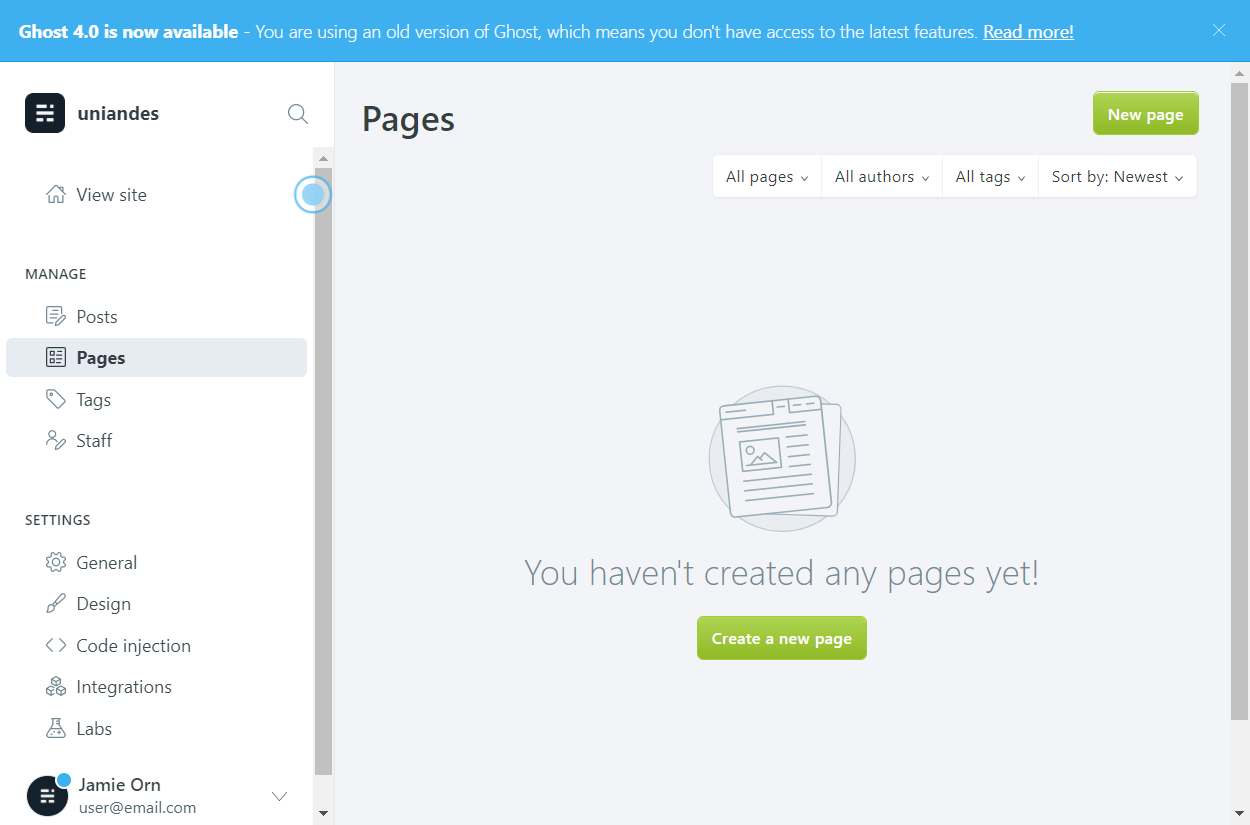 Ghost 4.0 is now available - You are using an old version of Ghost, which means you don't have access to the latest features. Read more!
uniandes
View site
MANAGE
Posts
Pages
Tags
Staff
SETTINGS
General
Design
Code injection
Integrations
Labs
Jamie Orn
user@email.com
Pages
New page
All pages
All authors
All tags
Sort by: Newest
You haven't created any pages yet!
Create a new page